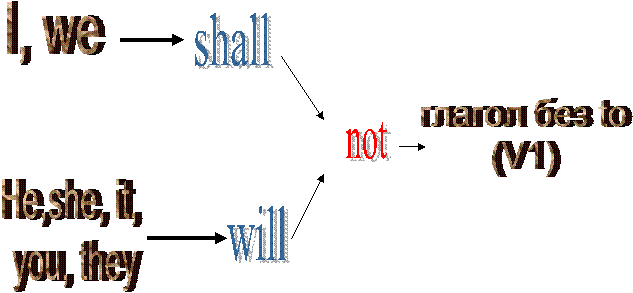 I, we
shall
not
глагол без to
(V1)
He,she, it,
you, they
will